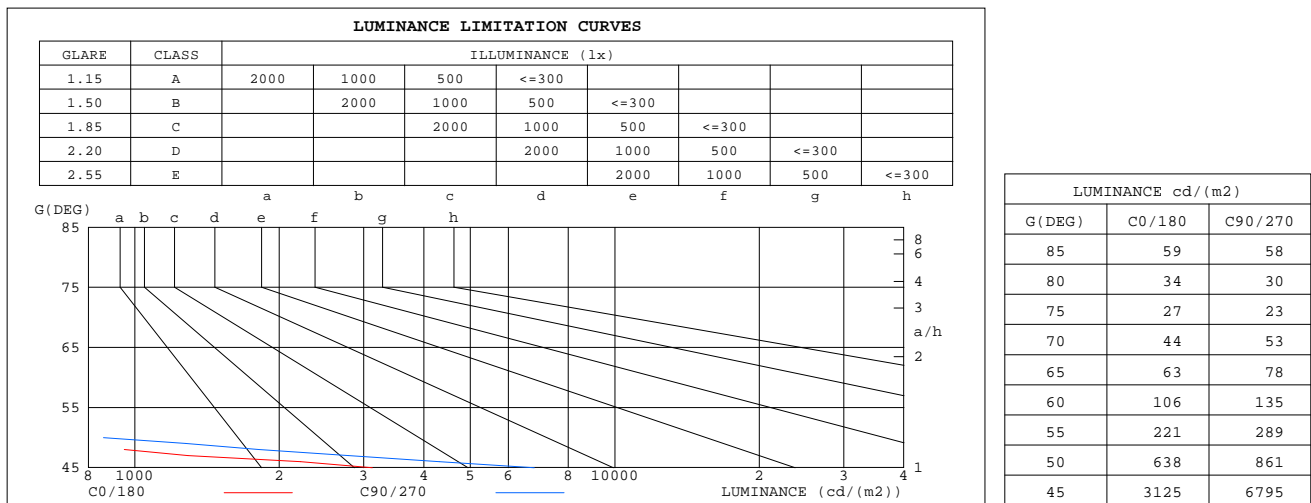 LUMINANCE LIMITATION CURVES
GLARE CLASS ILLUMINANCE (lx)
1.15 A 2000 1000 500 <=300
1.50 B 2000 1000 500 <=300
1.85 C 2000 1000 500 <=300
2.20 D 2000 1000 500 <=300
2.55 E 2000 1000 500 <=300
a b c d e f g h
G(DEG)
a b c d e f g h
85
75
65
55
45
8
6
4
3
a/h
2
1
8 1000 2 3 4 6 8 10000 2 3 4
C0/180 C90/270 LUMINANCE (cd/(m2))
LUMINANCE cd/(m2)
G(DEG) C0/180 C90/270
85 59 58
80 34 30
75 27 23
70 44 53
65 63 78
60 106 135
55 221 289
50 638 861
45 3125 6795